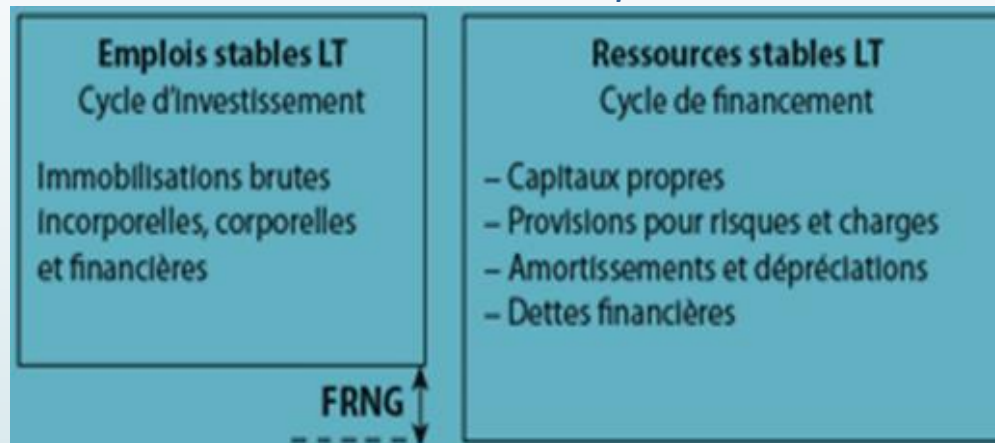 Emplois stables LT
Cycle d'investissement
Immobilisations brutes
incorporelles, corporelles
et financières
FRNG
Ressources stables LT
Cycle de financement
– Capitaux propres
– Provisions pour risques et charges
– Amortissements et dépréciations
– Dettes financières